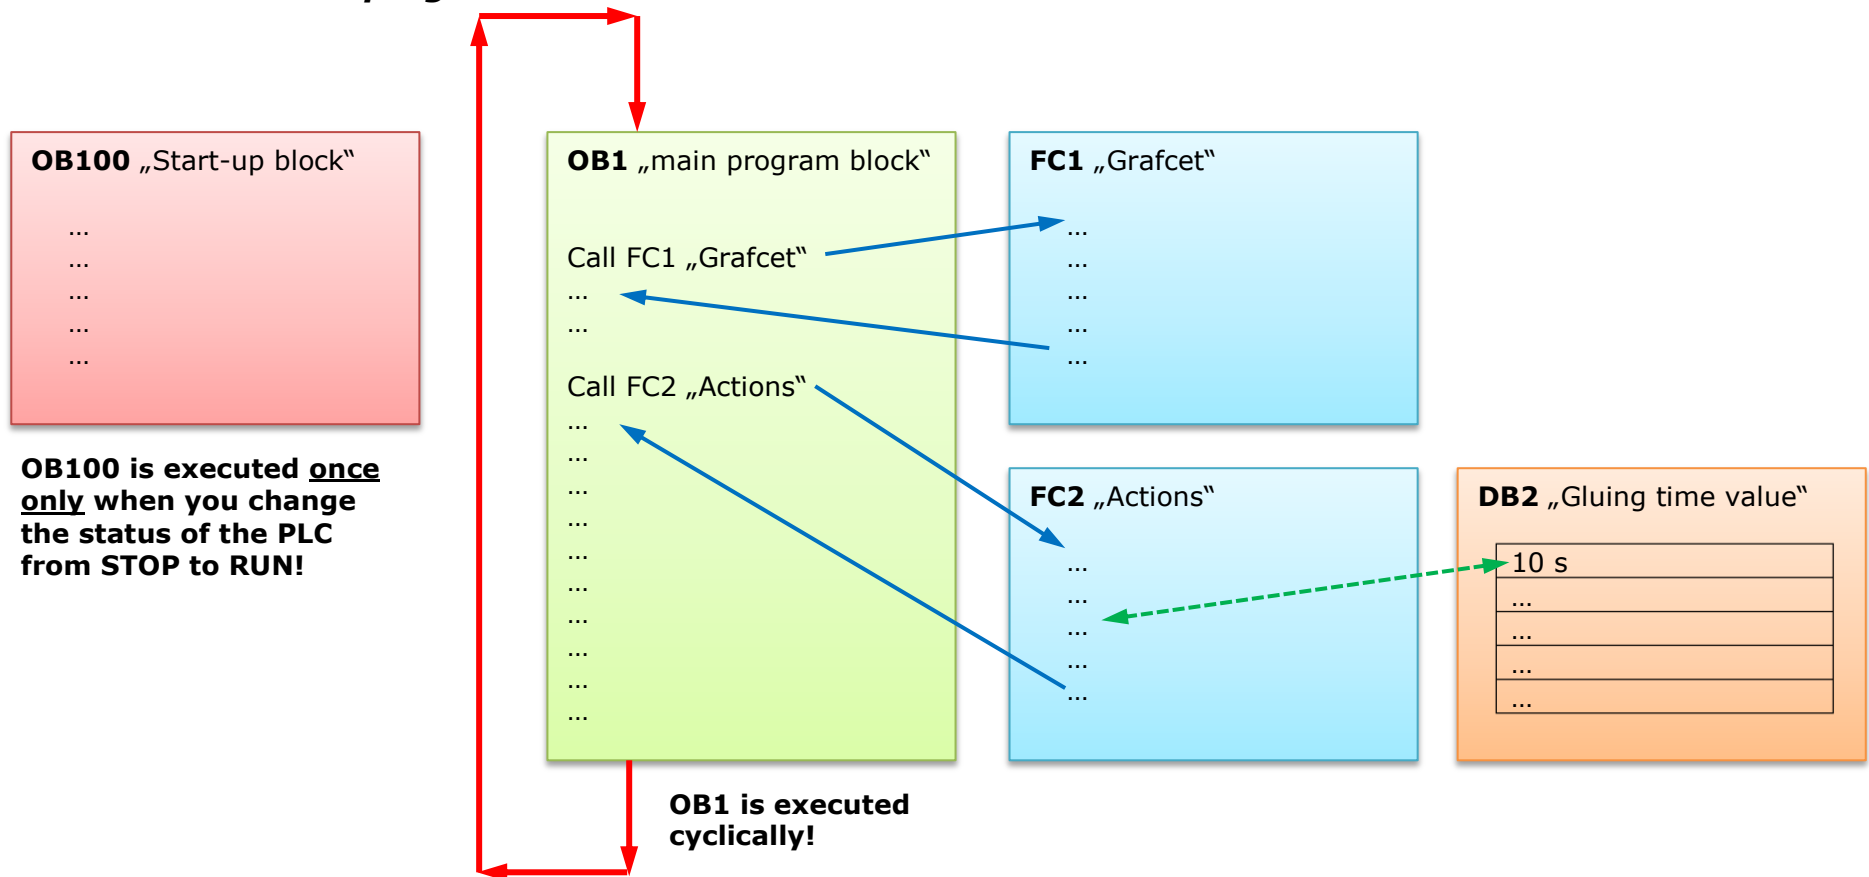 OB100 „Start-up block“
...
...
...
...
...
OB100 is executed once
only when you change
the status of the PLC
from STOP to RUN!
OB1 „main program block“
Call FC1 „Grafcet“
...
...
Call FC2 „Actions“
...
...
...
...
...
...
...
...
...
...
OB1 is executed
cyclically!
FC1 „Grafcet“
...
...
...
...
...
FC2 „Actions“
...
...
...
...
...
DB2 „Gluing time value“
10 s
...
...
...
...